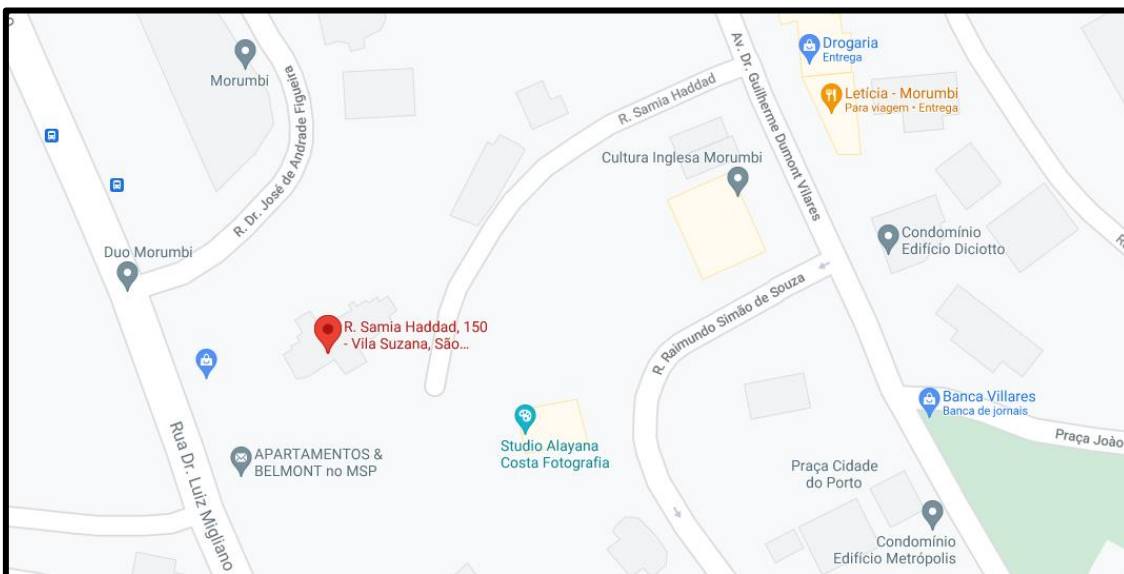 Morumbi
R. Dr. José de Andrade Figueira
Duo Morumbi
R. Samia Haddad
Av. Dr. Guilherme Dumont Vilares
Drogaria
Entrega
Letícia - Morumbi
Para viagem • Entrega
Cultura Inglesa Morumbi
Condomínio
Edifício Diciotto
R. Raimundo Simão de Souza
R. Samia Haddad, 150
- Vila Suzana, São...
Banca Villares
Banca de jornais
Praça João
Studio Alayana
Costa Fotografia
APARTAMENTOS &
BELMONT no MSP
Rua Dr. Luiz Migliano
Praça Cidade
do Porto
Condomínio
Edifício Metrópolis